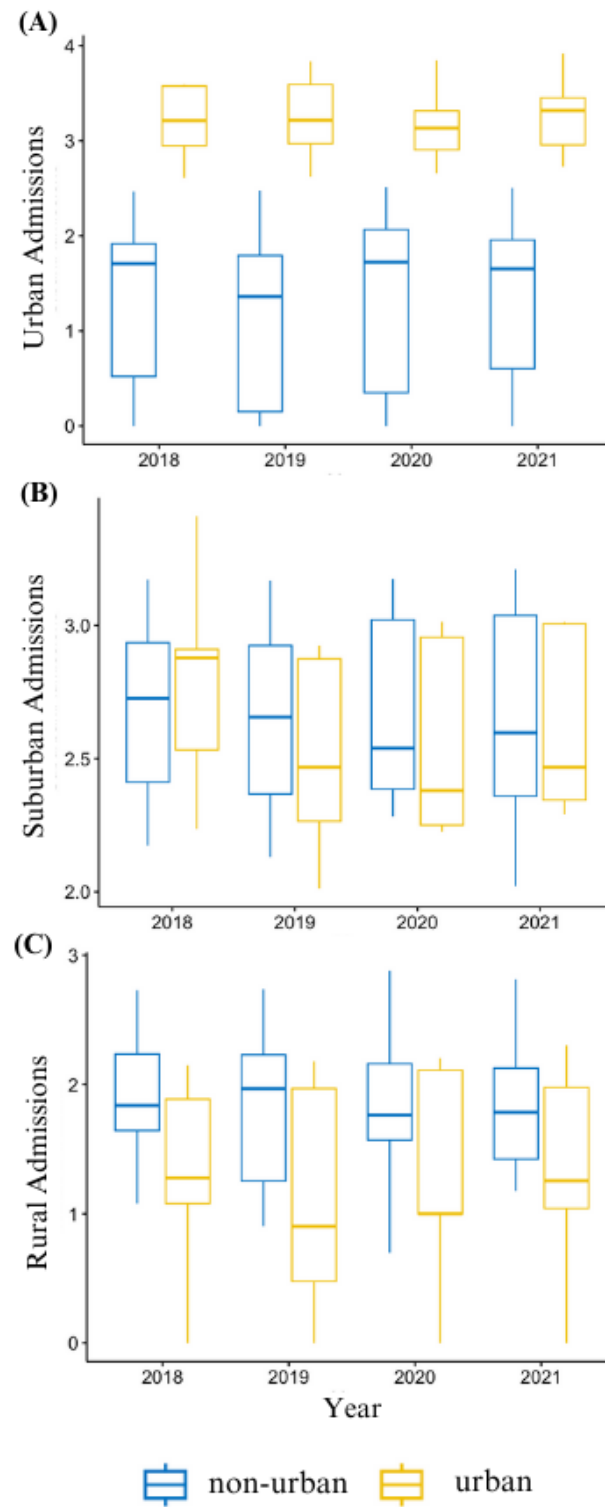 (A)
Urban Admissions
4
3
2
1
0
2018 2019 2020 2021
(B)
Suburban Admissions
3.0
2.5
2.0
2018 2019 2020 2021
(C)
Rural Admissions
3
2
1
0
2018 2019 2020 2021
Year
non-urban urban